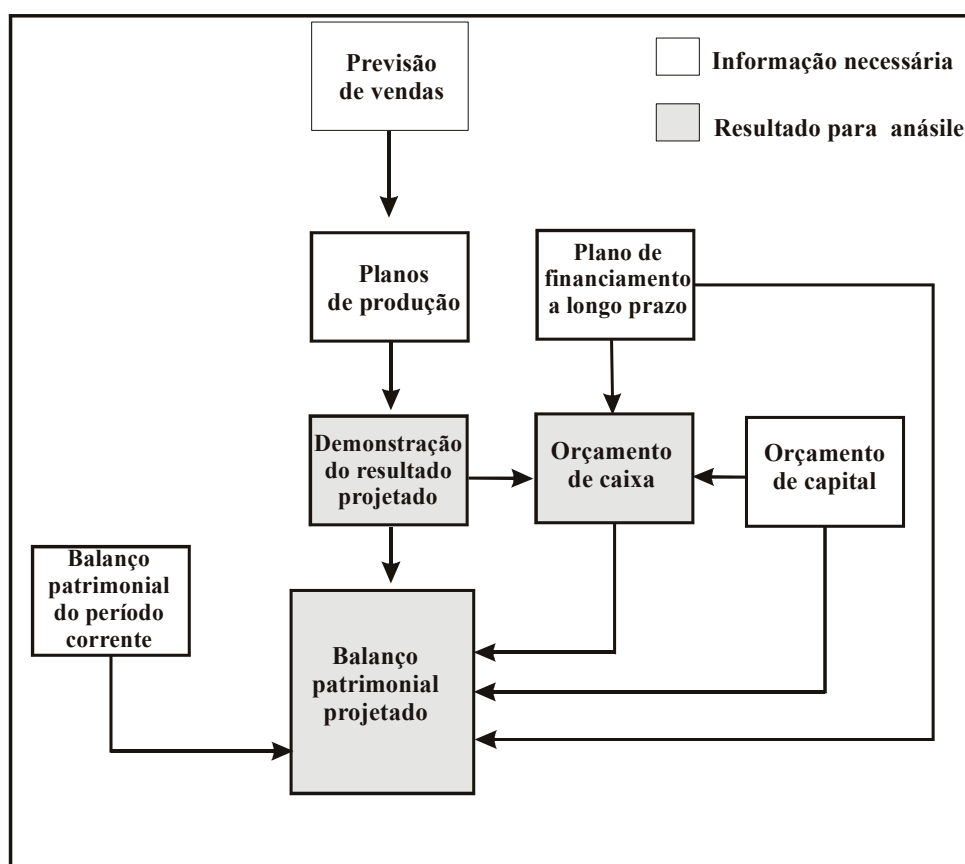 Previsão
de vendas
Informação necessária
Resultado para anásile
Planos
de produção
Plano de
financiamento
a longo prazo
Demonstração
do resultado
projetado
Orçamento
de caixa
Orçamento
de capital
Balanço
patrimonial
do período
corrente
Balanço
patrimonial
projetado